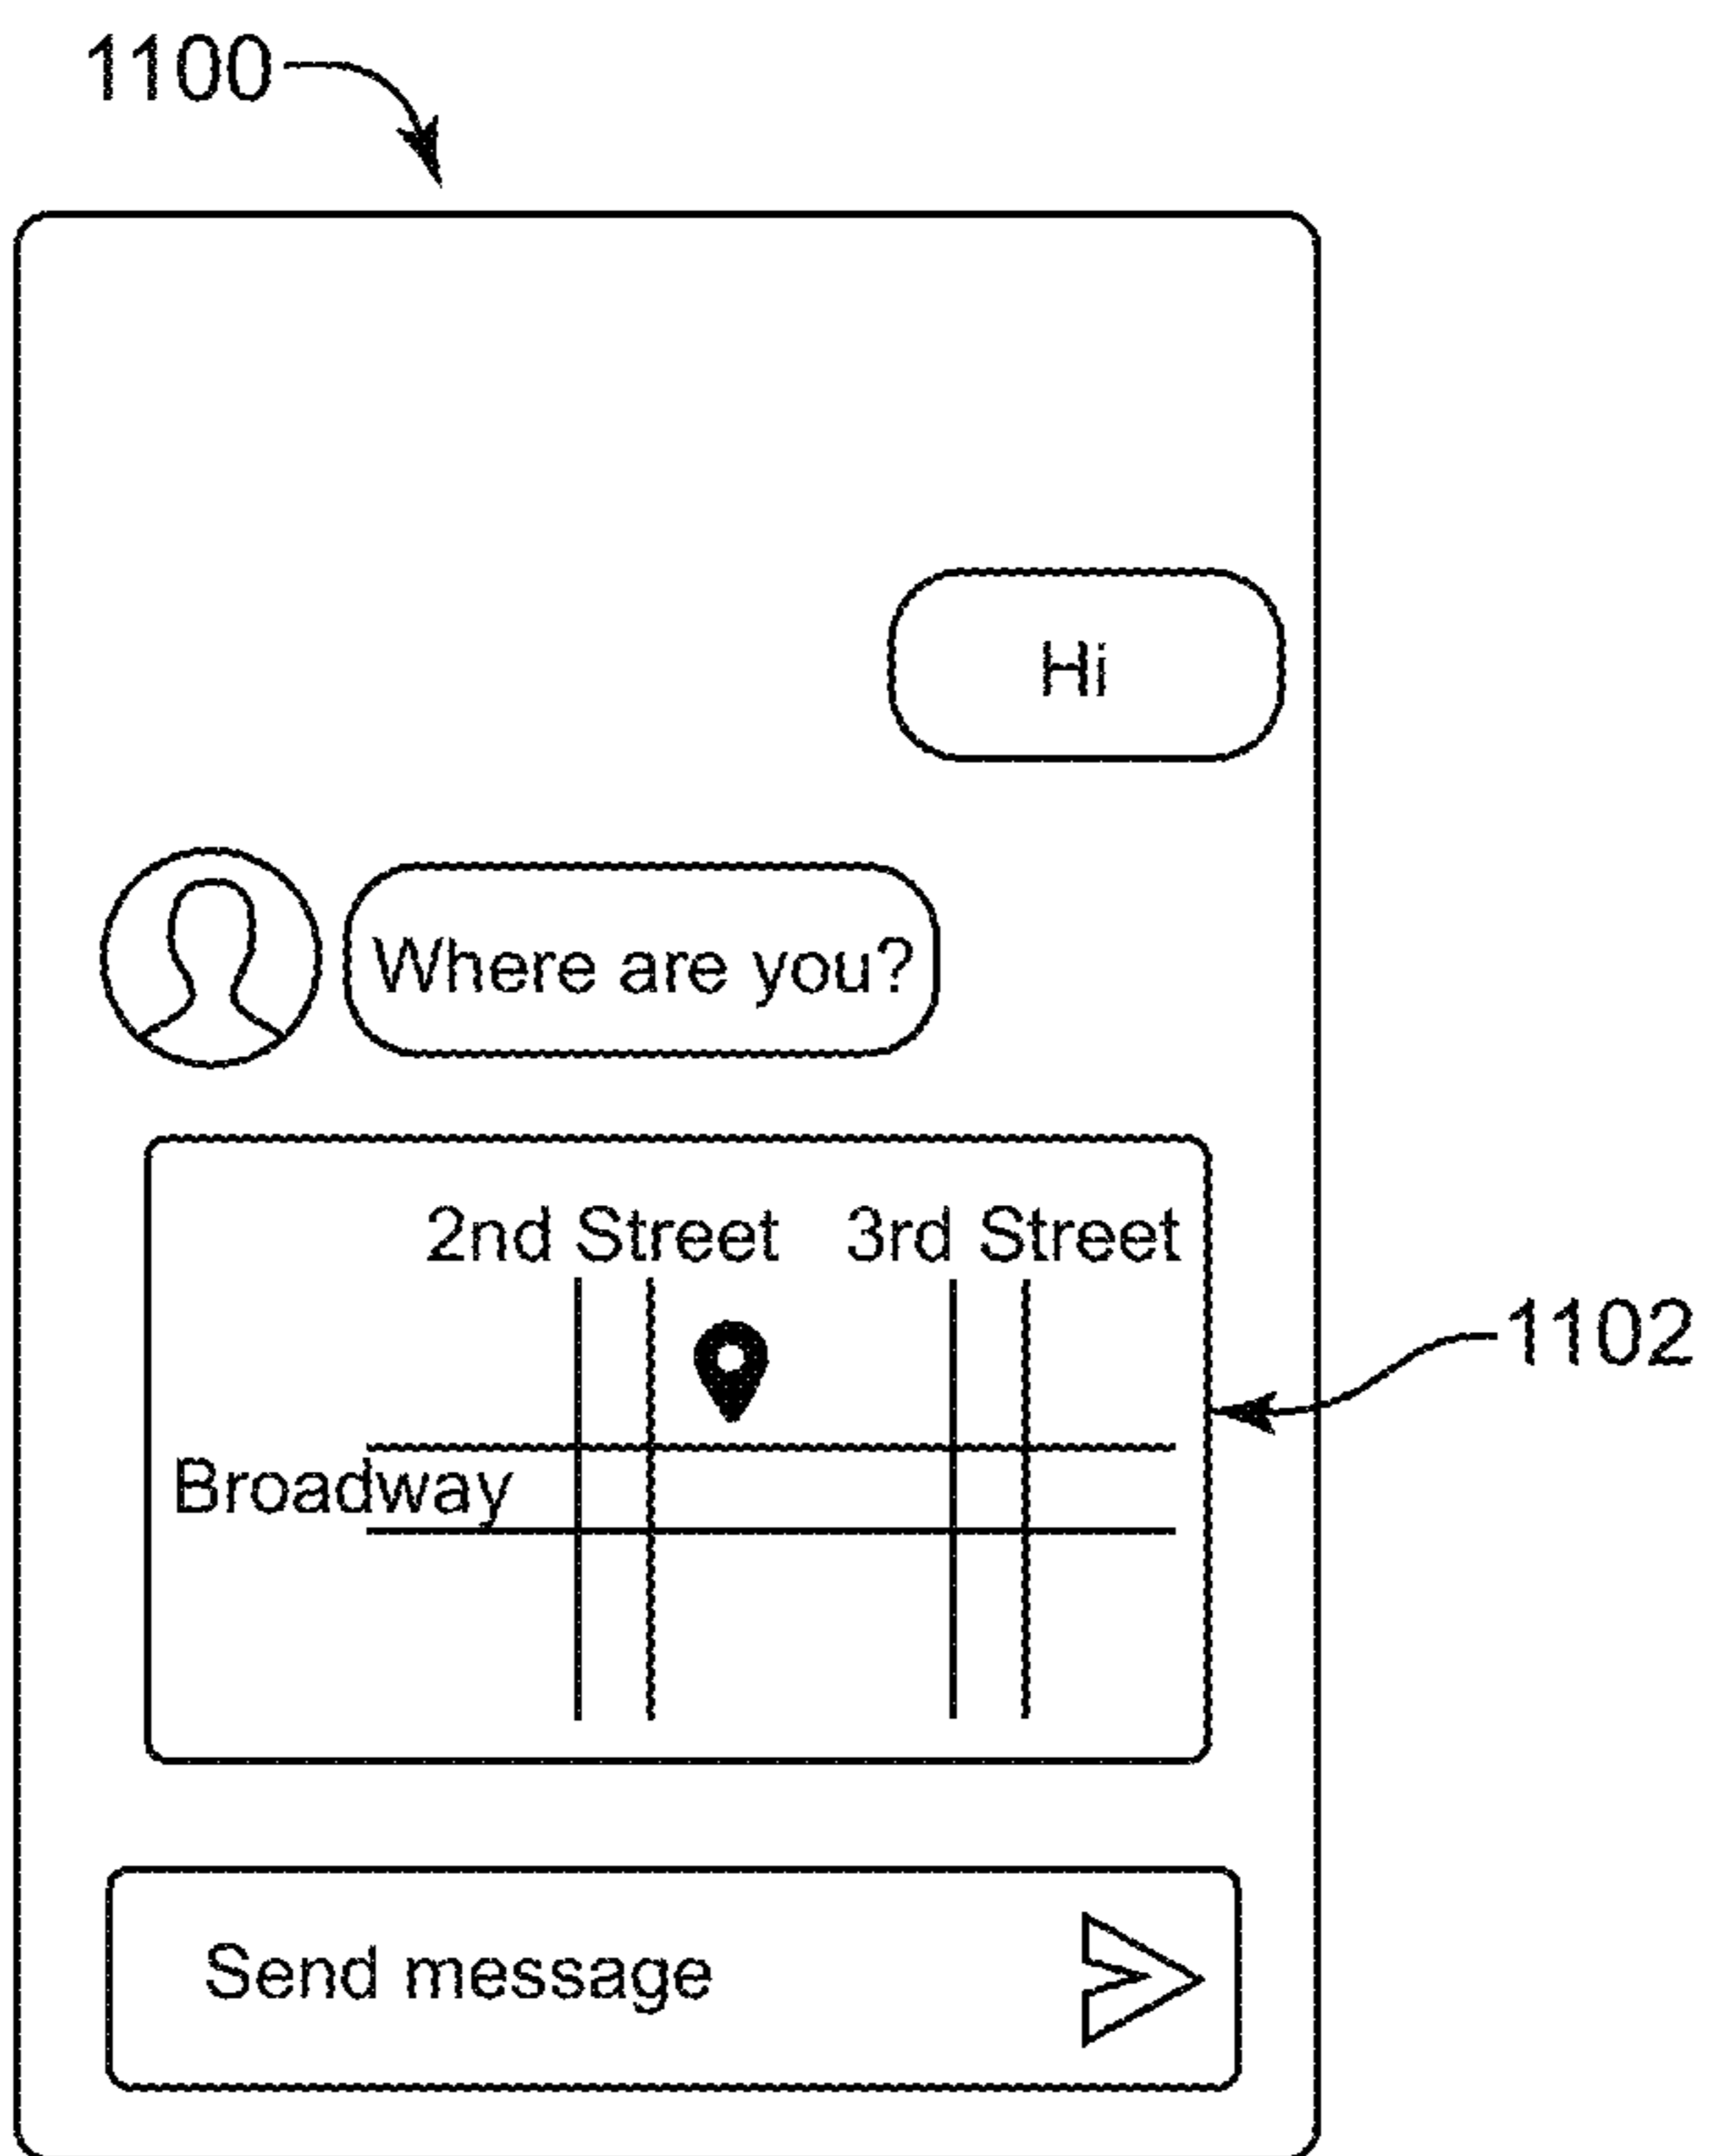 1100
Hi
Where are you?
2nd Street 3rd Street
1102
Broadway
Send message